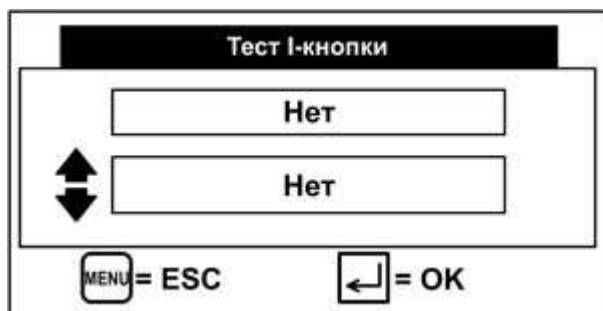 Тест I-кнопки
Нет
Нет
MENU = ESC
= OK